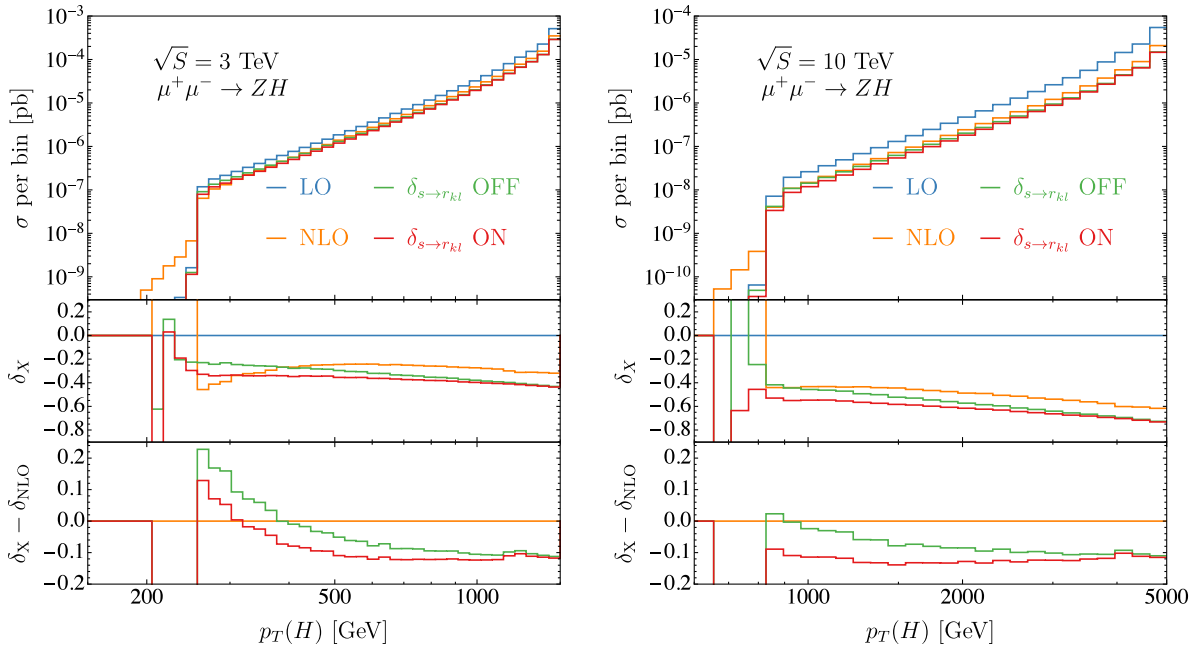 10⁻³
10⁻⁴
10⁻⁵
10⁻⁶
10⁻⁷
10⁻⁸
10⁻⁹
σ per bin [pb]
√S = 3 TeV
μ⁺μ⁻ → ZH
LO
δ_{s→r_{kl}} OFF
NLO
δ_{s→r_{kl}} ON
0.2
0.0
−0.2
−0.4
−0.6
−0.8
δ_X
0.2
0.1
0.0
−0.1
−0.2
δ_X − δ_NLO
200 500 1000
p_T(H) [GeV]
10⁻⁴
10⁻⁵
10⁻⁶
10⁻⁷
10⁻⁸
10⁻⁹
10⁻¹⁰
σ per bin [pb]
√S = 10 TeV
μ⁺μ⁻ → ZH
LO
δ_{s→r_{kl}} OFF
NLO
δ_{s→r_{kl}} ON
0.2
0.0
−0.2
−0.4
−0.6
−0.8
δ_X
0.2
0.1
0.0
−0.1
−0.2
δ_X − δ_NLO
1000 2000 5000
p_T(H) [GeV]